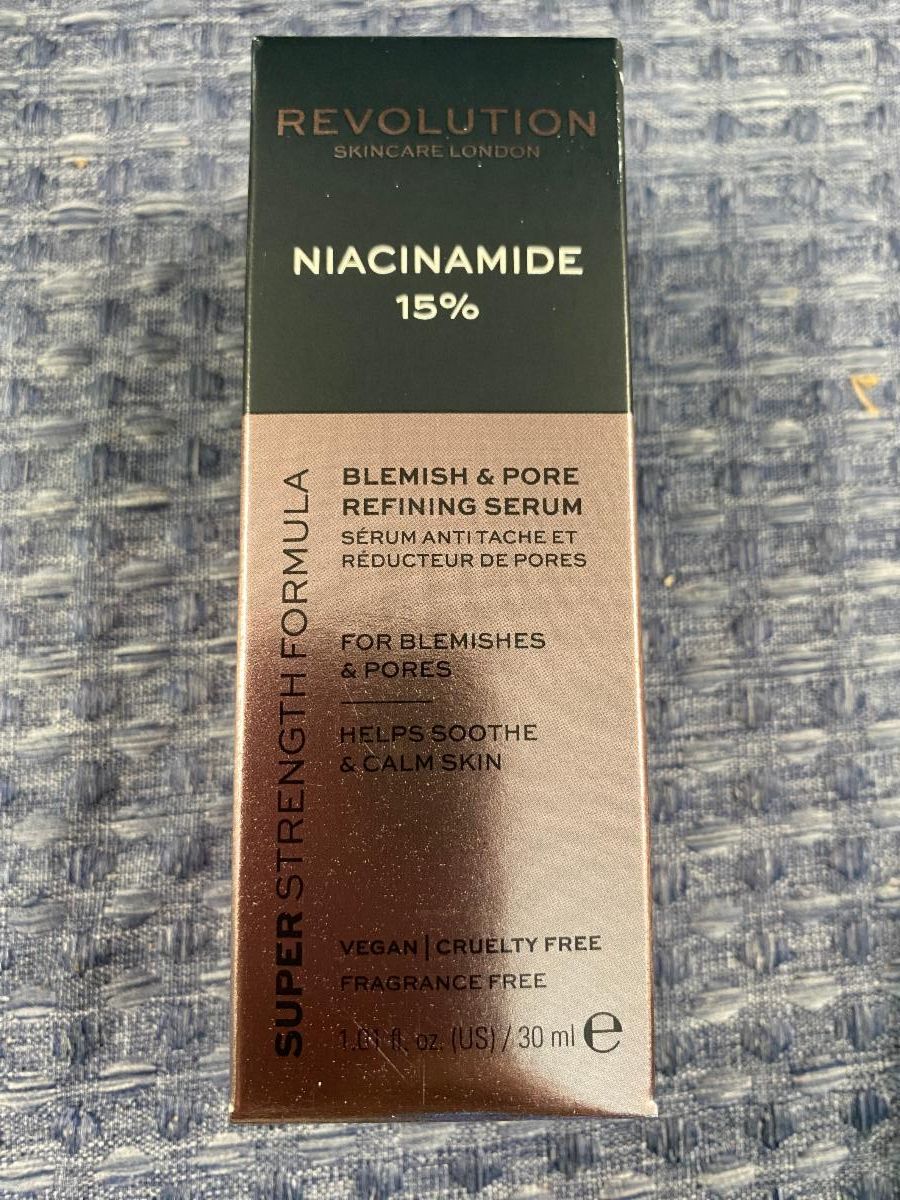 REVOLUTION
SKINCARE LONDON
NIACINAMIDE
15%
SUPER STRENGTH FORMULA
BLEMISH & PORE
REFINING SERUM
SÉRUM ANTI TACHE ET
RÉDUCTEUR DE PORES
FOR BLEMISHES
& PORES
HELPS SOOTHE
& CALM SKIN
VEGAN | CRUELTY FREE
FRAGRANCE FREE
1.01 fl. oz. (US) / 30 ml ℮